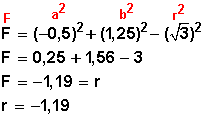 F a² b² r²
F = (–0,5)² + (1,25)² – (√3)²
F = 0,25 + 1,56 – 3
F = –1,19 = r
r = –1,19